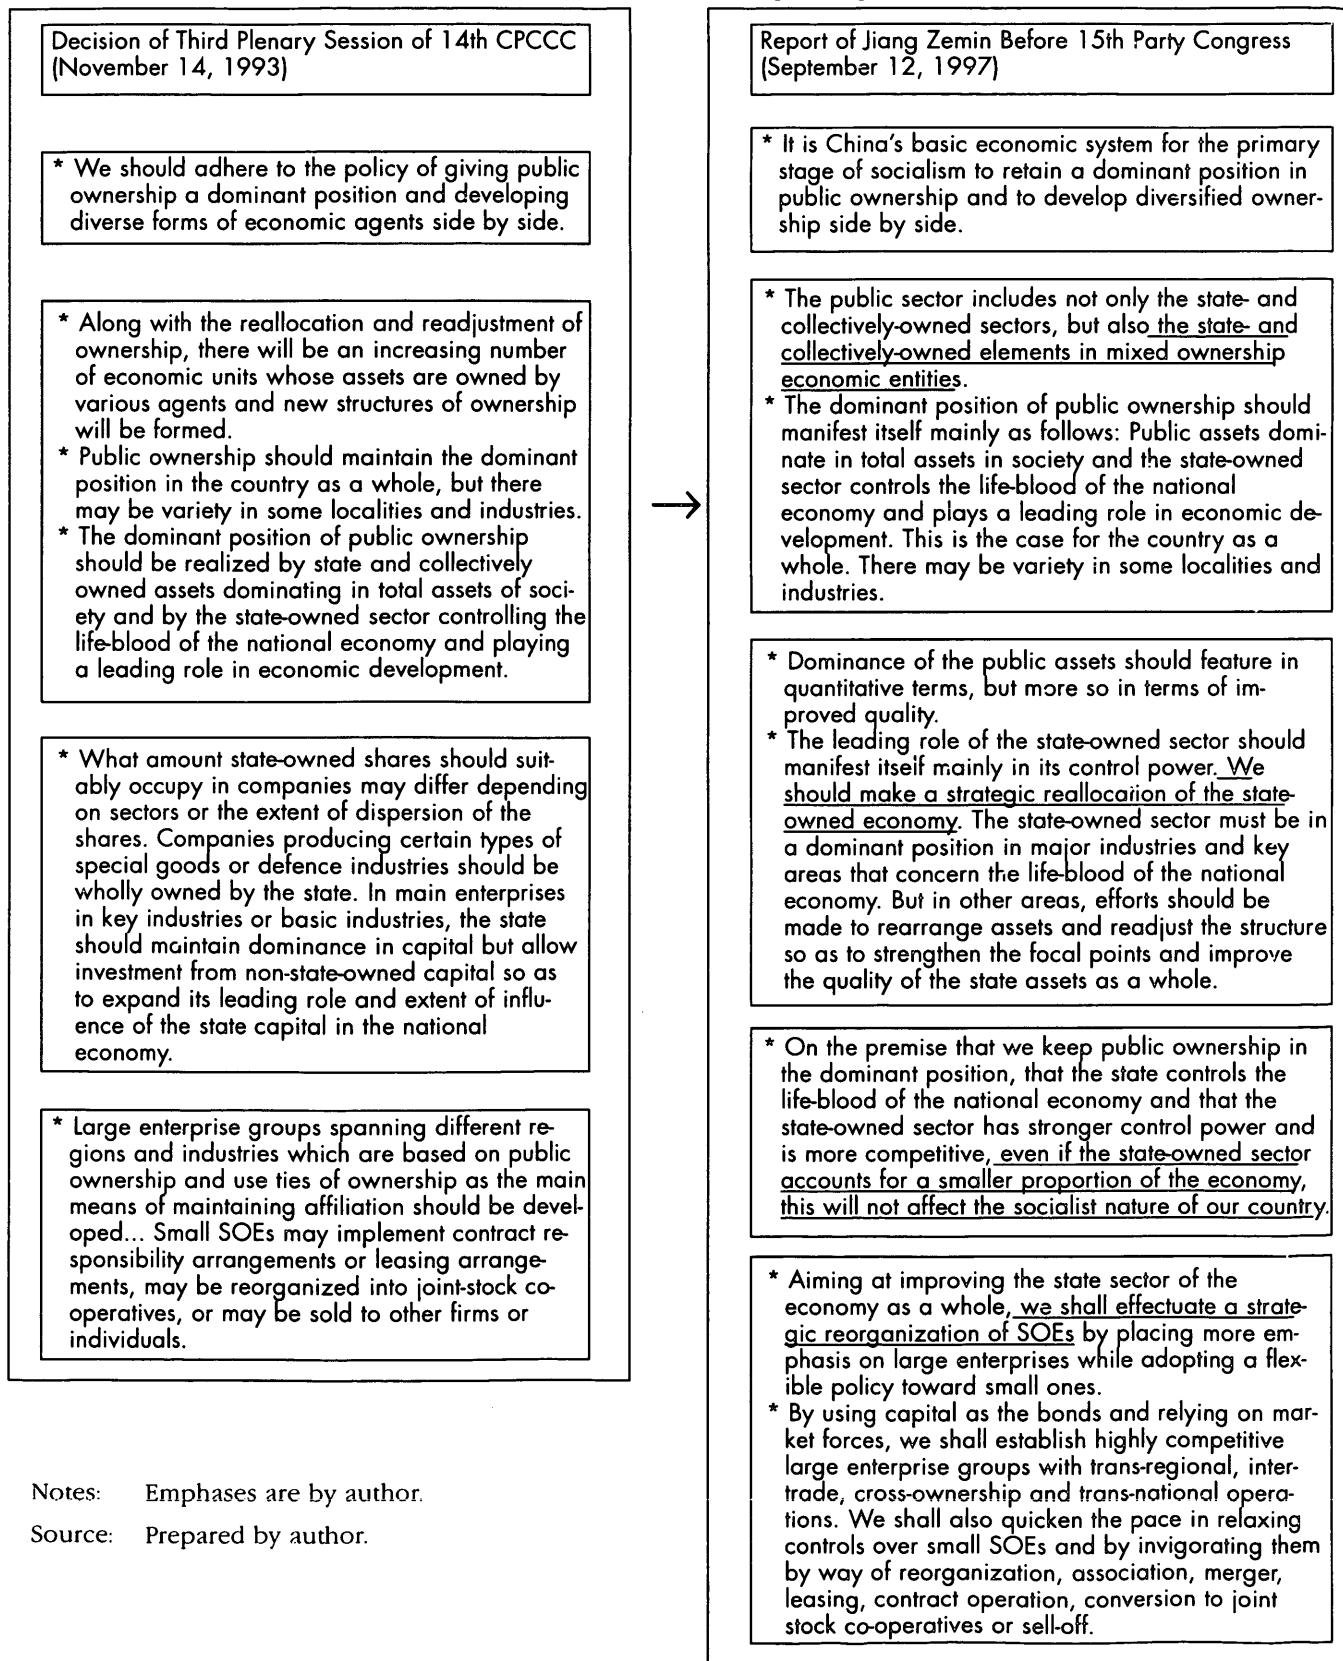 Decision of Third Plenary Session of 14th CPCCC
(November 14, 1993)
* We should adhere to the policy of giving public
ownership a dominant position and developing
diverse forms of economic agents side by side.
* Along with the reallocation and readjustment of
ownership, there will be an increasing number
of economic units whose assets are owned by
various agents and new structures of ownership
will be formed.
* Public ownership should maintain the dominant
position in the country as a whole, but there
may be variety in some localities and industries.
* The dominant position of public ownership
should be realized by state and collectively
owned assets dominating in total assets of soci-
ety and by the state-owned sector controlling the
life-blood of the national economy and playing
a leading role in economic development.
* What amount state-owned shares should suit-
ably occupy in companies may differ depending
on sectors or the extent of dispersion of the
shares. Companies producing certain types of
special goods or defence industries should be
wholly owned by the state. In main enterprises
in key industries or basic industries, the state
should maintain dominance in capital but allow
investment from non-state-owned capital so as
to expand its leading role and extent of influ-
ence of the state capital in the national
economy.
* Large enterprise groups spanning different re-
gions and industries which are based on public
ownership and use ties of ownership as the main
means of maintaining affiliation should be devel-
oped... Small SOEs may implement contract re-
sponsibility arrangements or leasing arrange-
ments, may be reorganized into joint-stock co-
operatives, or may be sold to other firms or
individuals.
→
Report of Jiang Zemin Before 15th Party Congress
(September 12, 1997)
* It is China's basic economic system for the primary
stage of socialism to retain a dominant position in
public ownership and to develop diversified owner-
ship side by side.
* The public sector includes not only the state- and
collectively-owned sectors, but also the state- and
collectively-owned elements in mixed ownership
economic entities.
* The dominant position of public ownership should
manifest itself mainly as follows: Public assets domi-
nate in total assets in society and the state-owned
sector controls the life-blood of the national
economy and plays a leading role in economic de-
velopment. This is the case for the country as a
whole. There may be variety in some localities and
industries.
* Dominance of the public assets should feature in
quantitative terms, but more so in terms of im-
proved quality.
* The leading role of the state-owned sector should
manifest itself mainly in its control power. We
should make a strategic reallocation of the state-
owned economy. The state-owned sector must be in
a dominant position in major industries and key
areas that concern the life-blood of the national
economy. But in other areas, efforts should be
made to rearrange assets and readjust the structure
so as to strengthen the focal points and improve
the quality of the state assets as a whole.
* On the premise that we keep public ownership in
the dominant position, that the state controls the
life-blood of the national economy and that the
state-owned sector has stronger control power and
is more competitive, even if the state-owned sector
accounts for a smaller proportion of the economy,
this will not affect the socialist nature of our country.
* Aiming at improving the state sector of the
economy as a whole, we shall effectuate a strate-
gic reorganization of SOEs by placing more em-
phasis on large enterprises while adopting a flex-
ible policy toward small ones.
* By using capital as the bonds and relying on mar-
ket forces, we shall establish highly competitive
large enterprise groups with trans-regional, inter-
trade, cross-ownership and trans-national opera-
tions. We shall also quicken the pace in relaxing
controls over small SOEs and by invigorating them
by way of reorganization, association, merger,
leasing, contract operation, conversion to joint
stock co-operatives or sell-off.
Notes: Emphases are by author.
Source: Prepared by author.